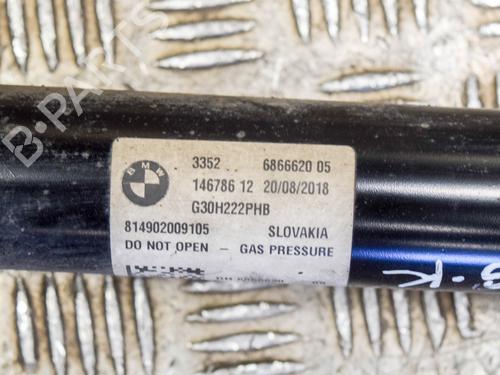 B-PARTS
BMW
3352 6866620 05
146786 12 20/08/2018
G30H222PHB
814902009105 SLOVAKIA
DO NOT OPEN – GAS PRESSURE
B-K